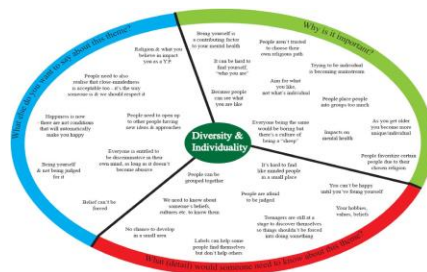 What else do you want to say about this theme?
Religion & what you
believe in impact
you as a Y.P
People need to also
realise that close-mindedness
is acceptable too - it's the way
someone is & we should respect it
Happiness is now
- there are not conditions
that will automatically
make you happy
People need to open up
to other people having
new ideas & approaches
Everyone is entitled to
be discriminative in their
own mind, as long as it doesn't
become abusive
Being yourself
& not being judged
for it
Belief can't be
forced
Why is it important?
Being yourself is
a contributing factor
to your mental health
It can be hard to
find yourself,
'who you are'
Because people
can see what
you are like
People aren't trusted
to choose their
own religious path
Trying to be individual
is becoming mainstream
Aim for what
you like,
not what's individual
People place people
into groups too much
Everyone being the same
would be boring but
there's a culture of
being a "sheep"
Impacts on
mental health
As you get older
you become more
unique/individual
People favoritize certain
people due to their
chosen religion
Diversity &
Individuality
What (detail) would someone need to know about this theme?
People can be
grouped together
It's hard to find
like minded people
in a small place
You can't be happy
until you've being yourself
We need to know about
someone's beliefs,
cultures etc. to know them
People are afraid
to be judged
Your hobbies,
values, beliefs
No chance to develop
in a small area
Teenagers are still at a
stage to discover themselves
or things shouldn't be forced
into doing something
Labels can help some
people find themselves
but don't help others